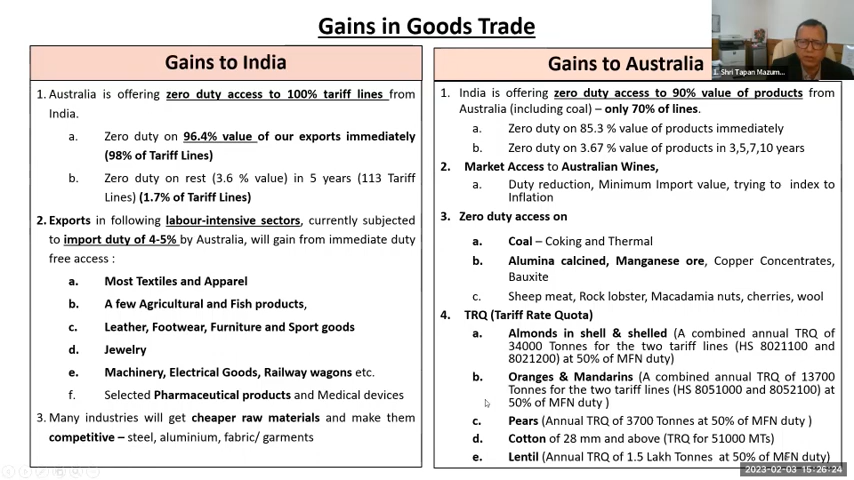 Gains in Goods Trade
Gains to India
1. Australia is offering zero duty access to 100% tariff lines from
India.
a. Zero duty on 96.4% value of our exports immediately
(98% of Tariff Lines)
b. Zero duty on rest (3.6 % value) in 5 years (113 Tariff
Lines) (1.7% of Tariff Lines)
2. Exports in following labour-intensive sectors, currently subjected
to import duty of 4-5% by Australia, will gain from immediate duty
free access :
a. Most Textiles and Apparel
b. A few Agricultural and Fish products,
c. Leather, Footwear, Furniture and Sport goods
d. Jewelry
e. Machinery, Electrical Goods, Railway wagons etc.
f. Selected Pharmaceutical products and Medical devices
3. Many industries will get cheaper raw materials and make them
competitive – steel, aluminium, fabric/ garments
Gains to Australia
1. India is offering zero duty access to 90% value of products from
Australia (including coal) – only 70% of lines.
a. Zero duty on 85.3 % value of products immediately
b. Zero duty on 3.67 % value of products in 3,5,7,10 years
2. Market Access to Australian Wines,
a. Duty reduction, Minimum Import value, trying to index to
Inflation
3. Zero duty access on
a. Coal – Coking and Thermal
b. Alumina calcined, Manganese ore, Copper Concentrates,
Bauxite
c. Sheep meat, Rock lobster, Macadamia nuts, cherries, wool
4. TRQ (Tariff Rate Quota)
a. Almonds in shell & shelled (A combined annual TRQ of
34000 Tonnes for the two tariff lines (HS 8021100 and
8021200) at 50% of MFN duty)
b. Oranges & Mandarins (A combined annual TRQ of 13700
Tonnes for the two tariff lines (HS 8051000 and 8052100) at
50% of MFN duty )
c. Pears (Annual TRQ of 3700 Tonnes at 50% of MFN duty )
d. Cotton of 28 mm and above (TRQ for 51000 MTs)
e. Lentil (Annual TRQ of 1.5 Lakh Tonnes at 50% of MFN duty)
1. Shri Tapan Mazum...
2023-02-03 15:26:24